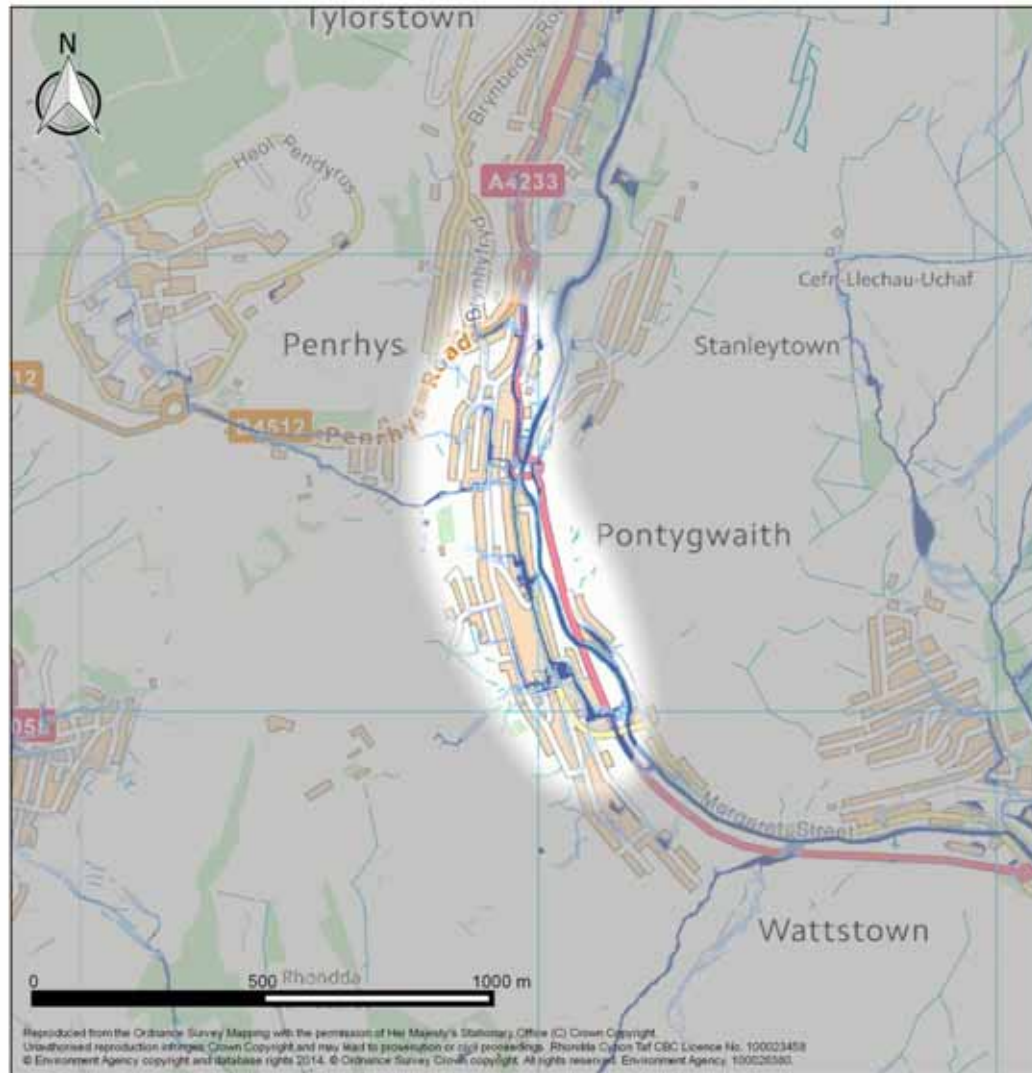 Tylorstown
N
Brynbedw Road
Heol Pendyrus
A4233
Brynhyfryd
Cefn-Llechau-Uchaf
Penrhys
Stanleytown
12
B4512
Penrhys Road
Pontygwaith
058
Margaret Street
Wattstown
Rhondda
0 500 1000 m
Reproduced from the Ordnance Survey Mapping with the permission of Her Majesty's Stationary Office (C) Crown Copyright.
Unauthorised reproduction infringes Crown Copyright and may lead to prosecution or civil proceedings. Rhondda Cynon Taf CBC Licence No. 100023458
© Environment Agency copyright and database rights 2014. © Ordnance Survey Crown copyright. All rights reserved. Environment Agency, 100026380.